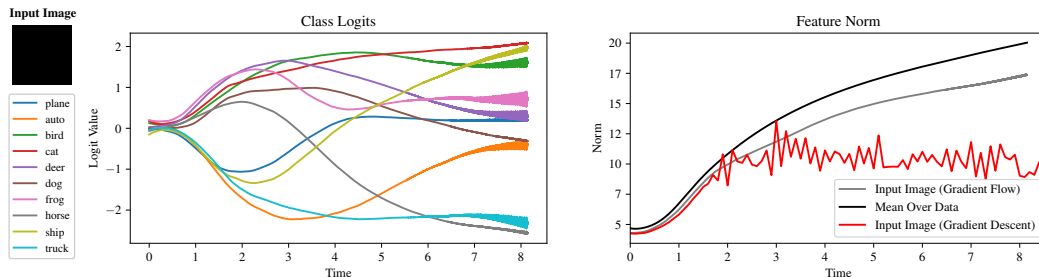 Input Image
plane
auto
bird
cat
deer
dog
frog
horse
ship
truck
Class Logits
Logit Value
2
1
0
−1
−2
0 1 2 3 4 5 6 7 8
Time
Feature Norm
Norm
20
17
15
12
10
7
5
0 1 2 3 4 5 6 7 8
Time
Input Image (Gradient Flow)
Mean Over Data
Input Image (Gradient Descent)